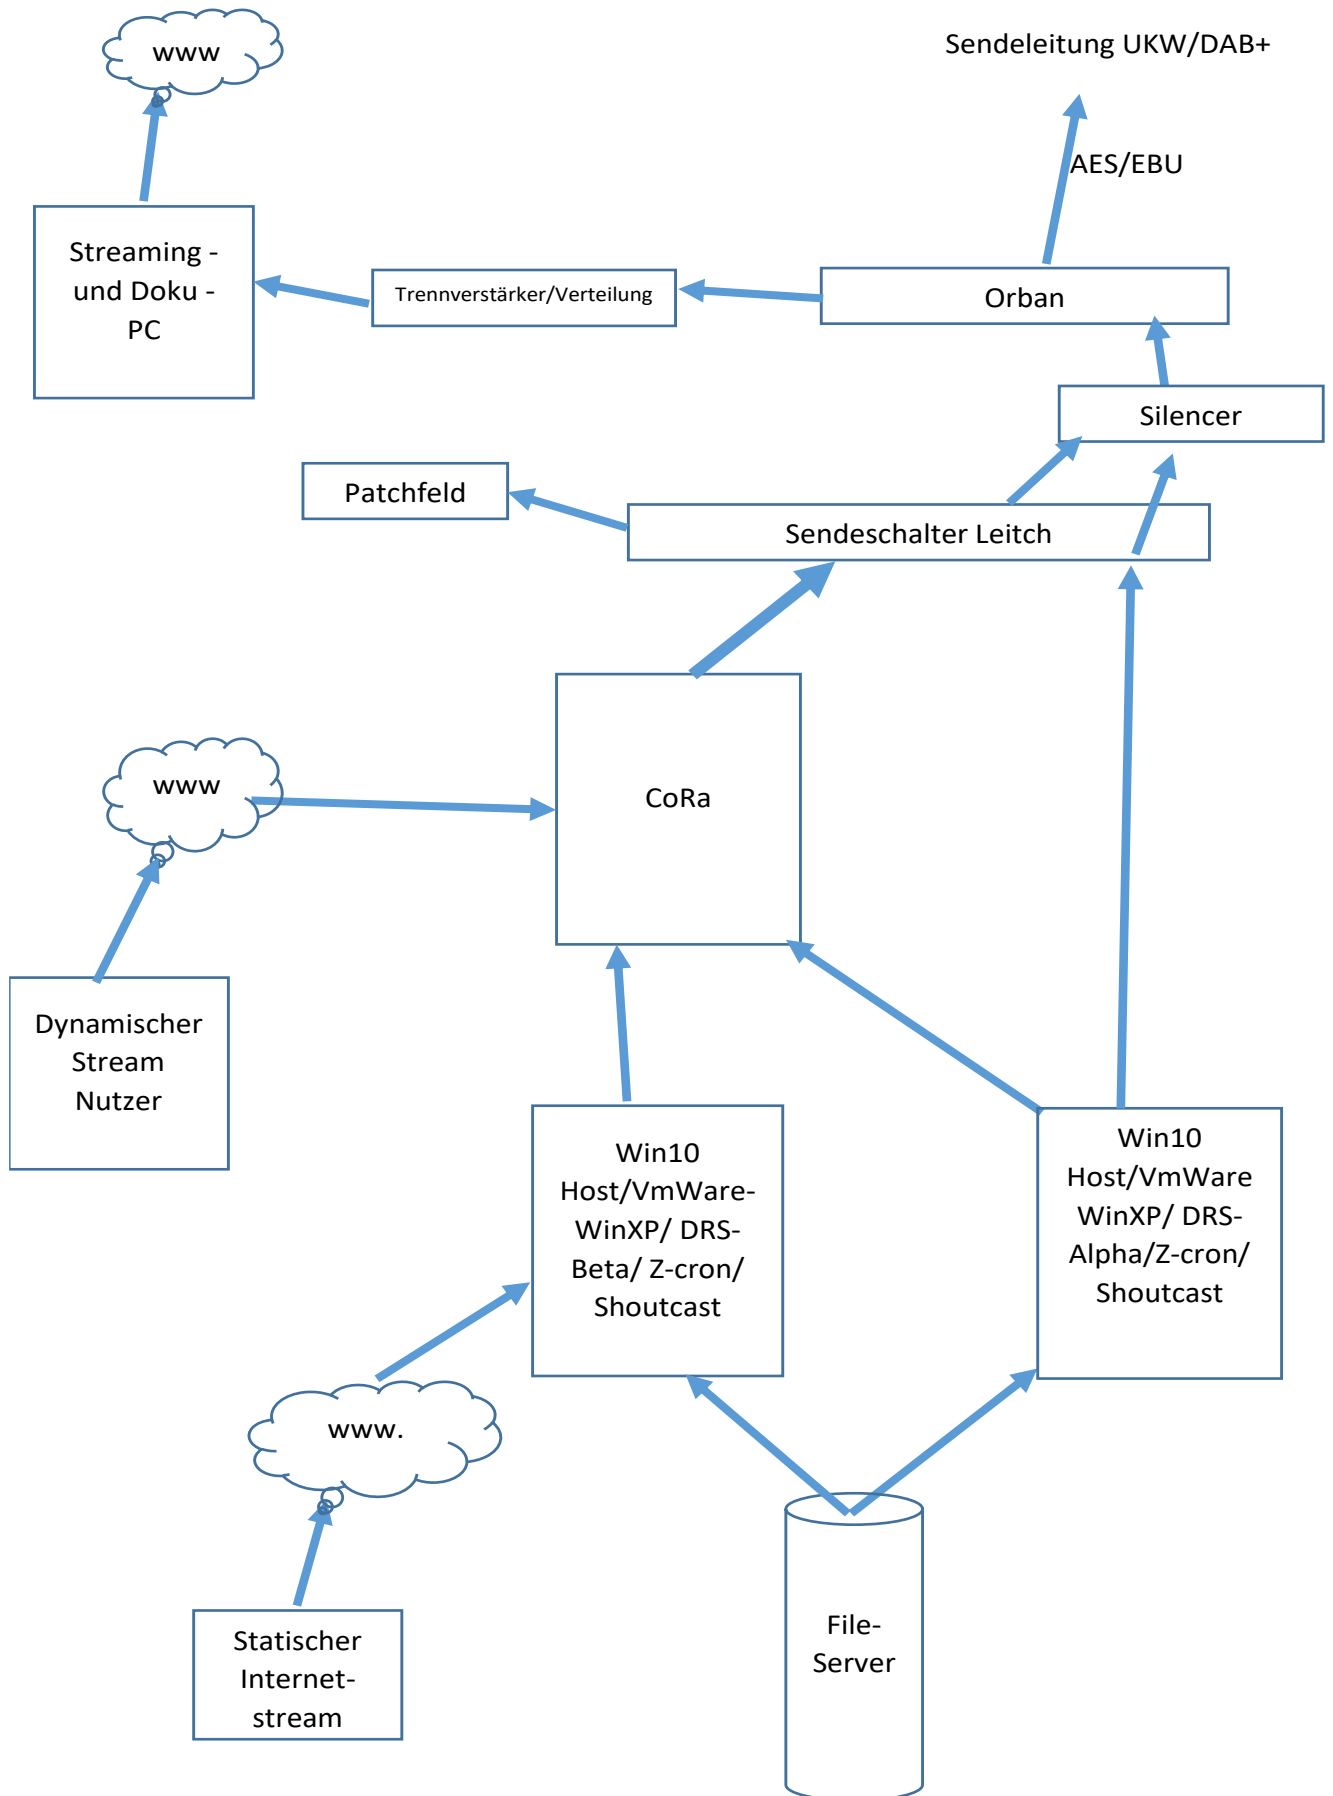 www
Sendeleitung UKW/DAB+
AES/EBU
Streaming -
und Doku -
PC
Trennverstärker/Verteilung
Orban
Silencer
Patchfeld
Sendeschalter Leitch
www
CoRa
Dynamischer
Stream
Nutzer
Win10
Host/VmWare-
WinXP/ DRS-
Beta/ Z-cron/
Shoutcast
Win10
Host/VmWare
WinXP/ DRS-
Alpha/Z-cron/
Shoutcast
www.
Statischer
Internet-
stream
File-
Server